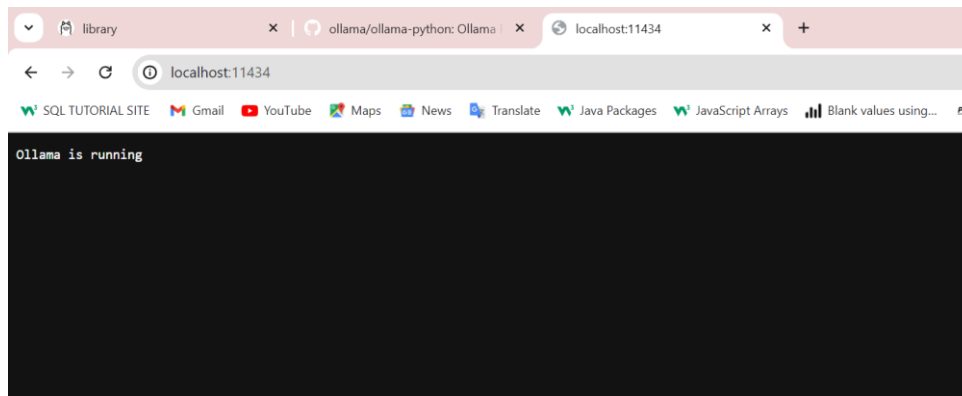 library
ollama/ollama-python: Ollama
localhost:11434
localhost:11434
SQL TUTORIAL SITE Gmail YouTube Maps News Translate Java Packages JavaScript Arrays Blank values using...
Ollama is running